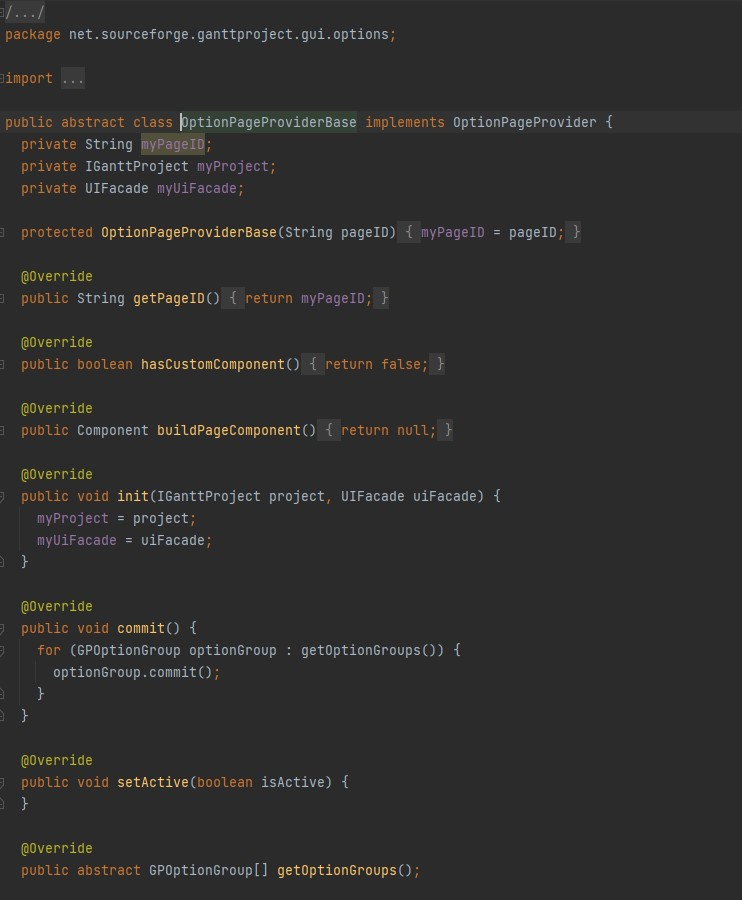 /.../
package net.sourceforge.ganttproject.gui.options;
import ...
public abstract class OptionPageProviderBase implements OptionPageProvider {
private String myPageID;
private IGanttProject myProject;
private UIFacade myUiFacade;
protected OptionPageProviderBase(String pageID) { myPageID = pageID; }
@Override
public String getPageID() { return myPageID; }
@Override
public boolean hasCustomComponent() { return false; }
@Override
public Component buildPageComponent() { return null; }
@Override
public void init(IGanttProject project, UIFacade uiFacade) {
myProject = project;
myUiFacade = uiFacade;
}
@Override
public void commit() {
for (GPOptionGroup optionGroup : getOptionGroups()) {
optionGroup.commit();
}
}
@Override
public void setActive(boolean isActive) {
}
@Override
public abstract GPOptionGroup[] getOptionGroups();